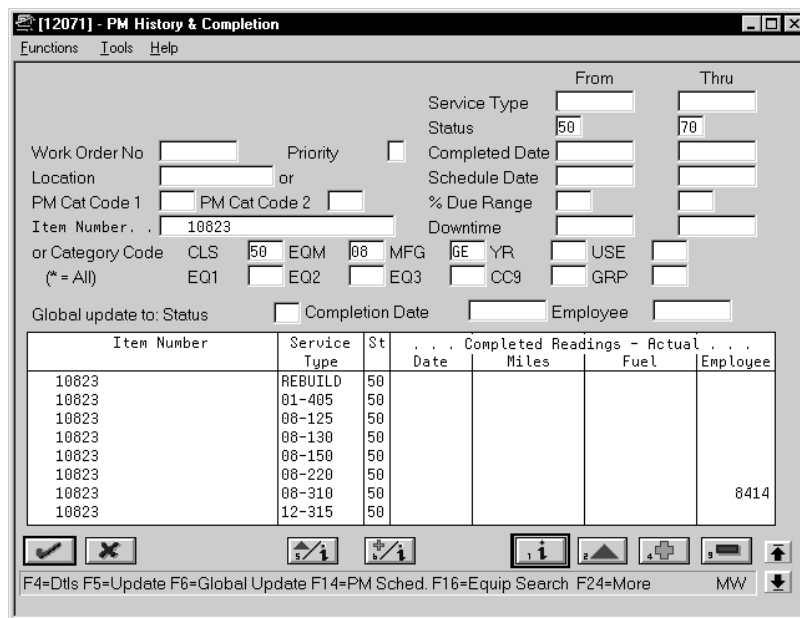 [12071] - PM History & Completion
Functions Tools Help
From Thru
Service Type
Status 50 70
Work Order No Priority Completed Date
Location or Schedule Date
PM Cat Code 1 PM Cat Code 2 % Due Range
Item Number. . 10823 Downtime
or Category Code CLS 50 EQM 08 MFG GE YR USE
(* = All) EQ1 EQ2 EQ3 CC9 GRP
Global update to: Status Completion Date Employee
Item Number Service St . . . Completed Readings - Actual . . .
Type Date Miles Fuel Employee
10823 REBUILD 50
10823 01-405 50
10823 08-125 50
10823 08-130 50
10823 08-150 50
10823 08-220 50
10823 08-310 50 8414
10823 12-315 50
5 / i 6 / i 1 i 2 4 9
F4=Dtls F5=Update F6=Global Update F14=PM Sched. F16=Equip Search F24=More MW